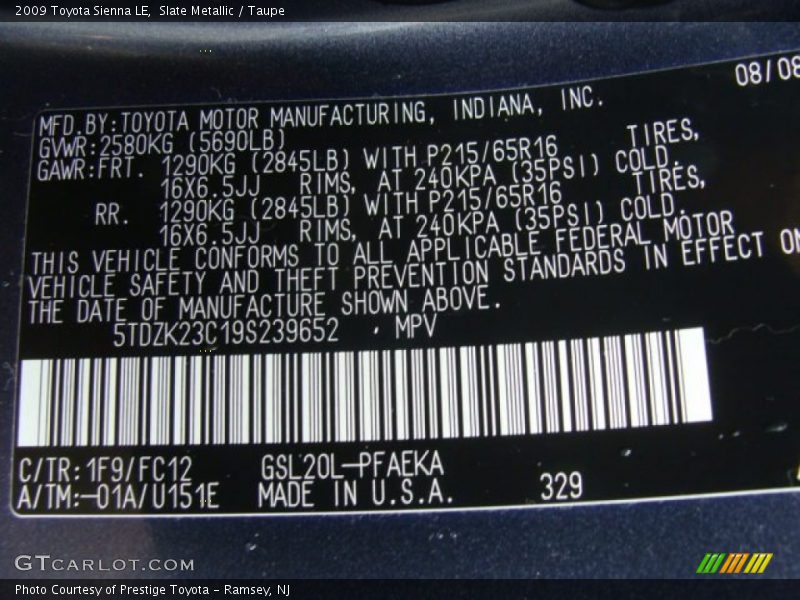 2009 Toyota Sienna LE, Slate Metallic / Taupe
08/08
MFD.BY:TOYOTA MOTOR MANUFACTURING, INDIANA, INC.
GVWR:2580KG (5690LB)
GAWR:FRT. 1290KG (2845LB) WITH P215/65R16 TIRES,
16X6.5JJ RIMS, AT 240KPA (35PSI) COLD.
RR. 1290KG (2845LB) WITH P215/65R16 TIRES,
16X6.5JJ RIMS, AT 240KPA (35PSI) COLD.
THIS VEHICLE CONFORMS TO ALL APPLICABLE FEDERAL MOTOR
VEHICLE SAFETY AND THEFT PREVENTION STANDARDS IN EFFECT ON
THE DATE OF MANUFACTURE SHOWN ABOVE.
5TDZK23C19S239652 . MPV
C/TR:1F9/FC12 GSL20L-PFAEKA
A/TM:-01A/U151E MADE IN U.S.A. 329
GTCARLOT.COM
Photo Courtesy of Prestige Toyota - Ramsey, NJ